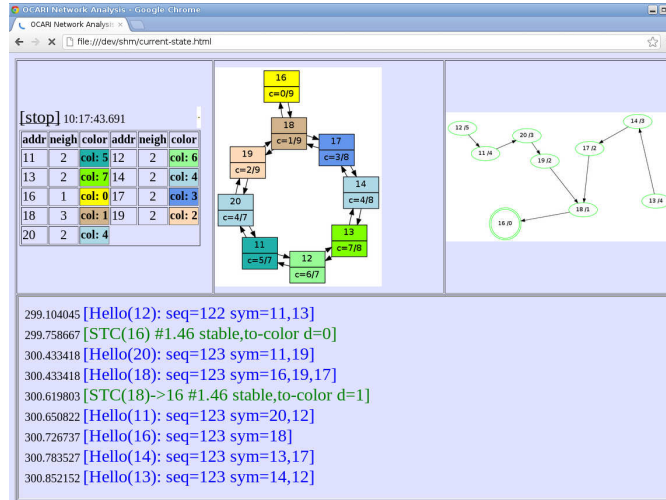 OCARI Network Analysis - Google Chrome
OCARI Network Analysis ×
file:///dev/shm/current-state.html
[stop] 10:17:43.691
addr neigh color addr neigh color
11 2 col: 5 12 2 col: 6
13 2 col: 7 14 2 col: 4
16 1 col: 0 17 2 col: 3
18 3 col: 1 19 2 col: 2
20 2 col: 4
16
c=0/9
18
c=1/9
17
c=3/8
19
c=2/9
14
c=4/8
20
c=4/7
13
c=7/8
11
c=5/7
12
c=6/7
12 /5
20 /3
14 /3
11 /4
19 /2
17 /2
13 /4
18 /1
16 /0
299.104045 [Hello(12): seq=122 sym=11,13]
299.758667 [STC(16) #1.46 stable,to-color d=0]
300.433418 [Hello(20): seq=123 sym=11,19]
300.433418 [Hello(18): seq=123 sym=16,19,17]
300.619803 [STC(18)->16 #1.46 stable,to-color d=1]
300.650822 [Hello(11): seq=123 sym=20,12]
300.726737 [Hello(16): seq=123 sym=18]
300.783527 [Hello(14): seq=123 sym=13,17]
300.852152 [Hello(13): seq=123 sym=14,12]